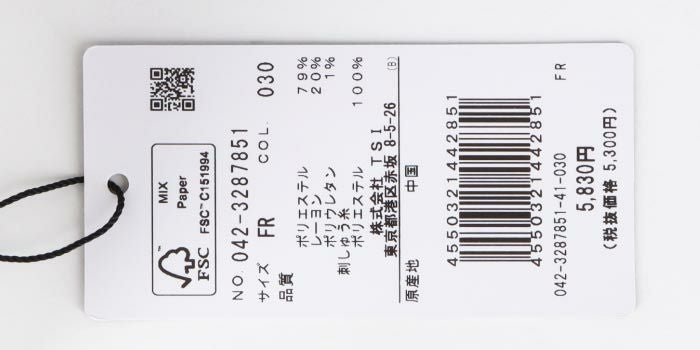 MIX
Paper
FSC™ C151994
FSC
NO. 042-3287851
サイズ FR COL. 030
品質
ポリエステル 79%
レーヨン 20%
ポリウレタン 1%
刺しゅう糸
ポリエステル 100%
株式会社 TSI
東京都港区赤坂 8-5-26 (B)
原産地 中国
4550321442851
4550321442851
042-3287851-41-030 FR
5,830円
(税抜価格 5,300円)